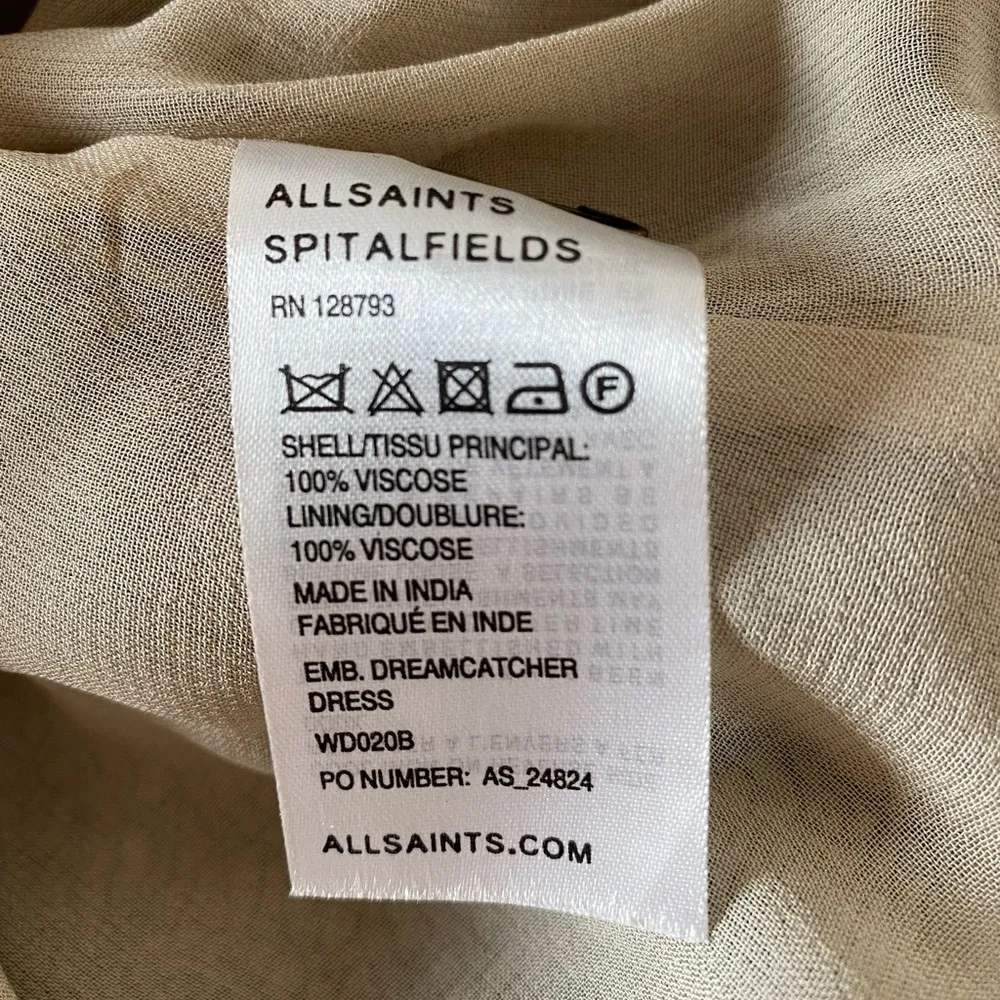 ALLSAINTS
SPITALFIELDS
RN 128793
F
SHELL/TISSU PRINCIPAL:
100% VISCOSE
LINING/DOUBLURE:
100% VISCOSE
MADE IN INDIA
FABRIQUÉ EN INDE
EMB. DREAMCATCHER
DRESS
WD020B
PO NUMBER: AS_24824
ALLSAINTS.COM